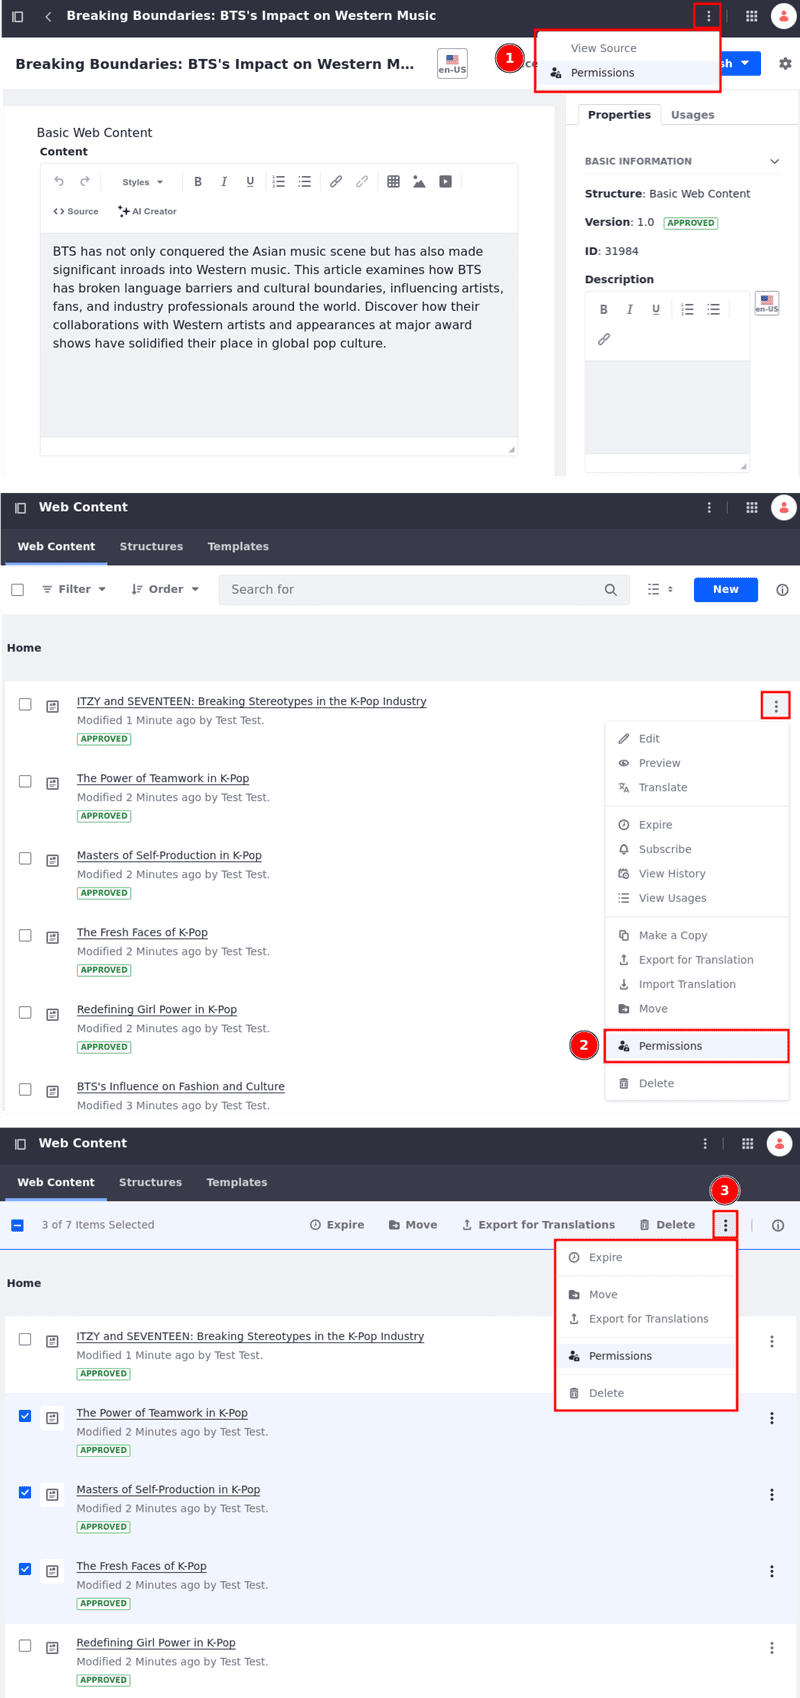 Breaking Boundaries: BTS's Impact on Western Music
View Source
Permissions
1
Breaking Boundaries: BTS's Impact on Western M...
en-US
Basic Web Content
Content
Styles
B I U
Source
AI Creator
BTS has not only conquered the Asian music scene but has also made
significant inroads into Western music. This article examines how BTS
has broken language barriers and cultural boundaries, influencing artists,
fans, and industry professionals around the world. Discover how their
collaborations with Western artists and appearances at major award
shows have solidified their place in global pop culture.
Properties
Usages
BASIC INFORMATION
Structure: Basic Web Content
Version: 1.0 APPROVED
ID: 31984
Description
B I U
en-US
Web Content
Web Content Structures Templates
Filter Order Search for New
Home
ITZY and SEVENTEEN: Breaking Stereotypes in the K-Pop Industry
Modified 1 Minute ago by Test Test.
APPROVED
The Power of Teamwork in K-Pop
Modified 2 Minutes ago by Test Test.
APPROVED
Masters of Self-Production in K-Pop
Modified 2 Minutes ago by Test Test.
APPROVED
The Fresh Faces of K-Pop
Modified 2 Minutes ago by Test Test.
APPROVED
Redefining Girl Power in K-Pop
Modified 2 Minutes ago by Test Test.
APPROVED
BTS's Influence on Fashion and Culture
Modified 3 Minutes ago by Test Test.
Edit
Preview
Translate
Expire
Subscribe
View History
View Usages
Make a Copy
Export for Translation
Import Translation
Move
2
Permissions
Delete
Web Content
Web Content Structures Templates
3
3 of 7 Items Selected Expire Move Export for Translations Delete
Expire
Move
Export for Translations
Permissions
Delete
Home
ITZY and SEVENTEEN: Breaking Stereotypes in the K-Pop Industry
Modified 1 Minute ago by Test Test.
APPROVED
The Power of Teamwork in K-Pop
Modified 2 Minutes ago by Test Test.
APPROVED
Masters of Self-Production in K-Pop
Modified 2 Minutes ago by Test Test.
APPROVED
The Fresh Faces of K-Pop
Modified 2 Minutes ago by Test Test.
APPROVED
Redefining Girl Power in K-Pop
Modified 2 Minutes ago by Test Test.
APPROVED